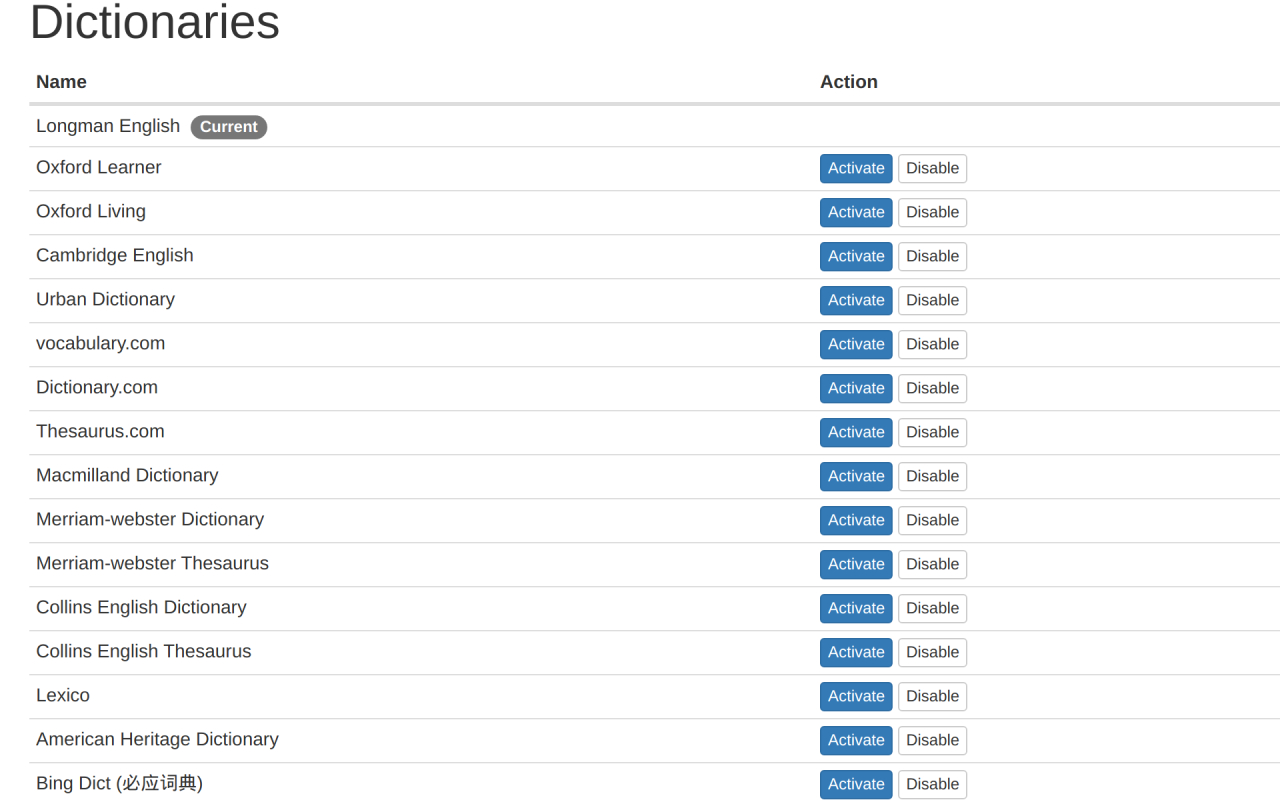 Dictionaries
Name Action
Longman English Current
Oxford Learner Activate Disable
Oxford Living Activate Disable
Cambridge English Activate Disable
Urban Dictionary Activate Disable
vocabulary.com Activate Disable
Dictionary.com Activate Disable
Thesaurus.com Activate Disable
Macmilland Dictionary Activate Disable
Merriam-webster Dictionary Activate Disable
Merriam-webster Thesaurus Activate Disable
Collins English Dictionary Activate Disable
Collins English Thesaurus Activate Disable
Lexico Activate Disable
American Heritage Dictionary Activate Disable
Bing Dict (必应词典) Activate Disable